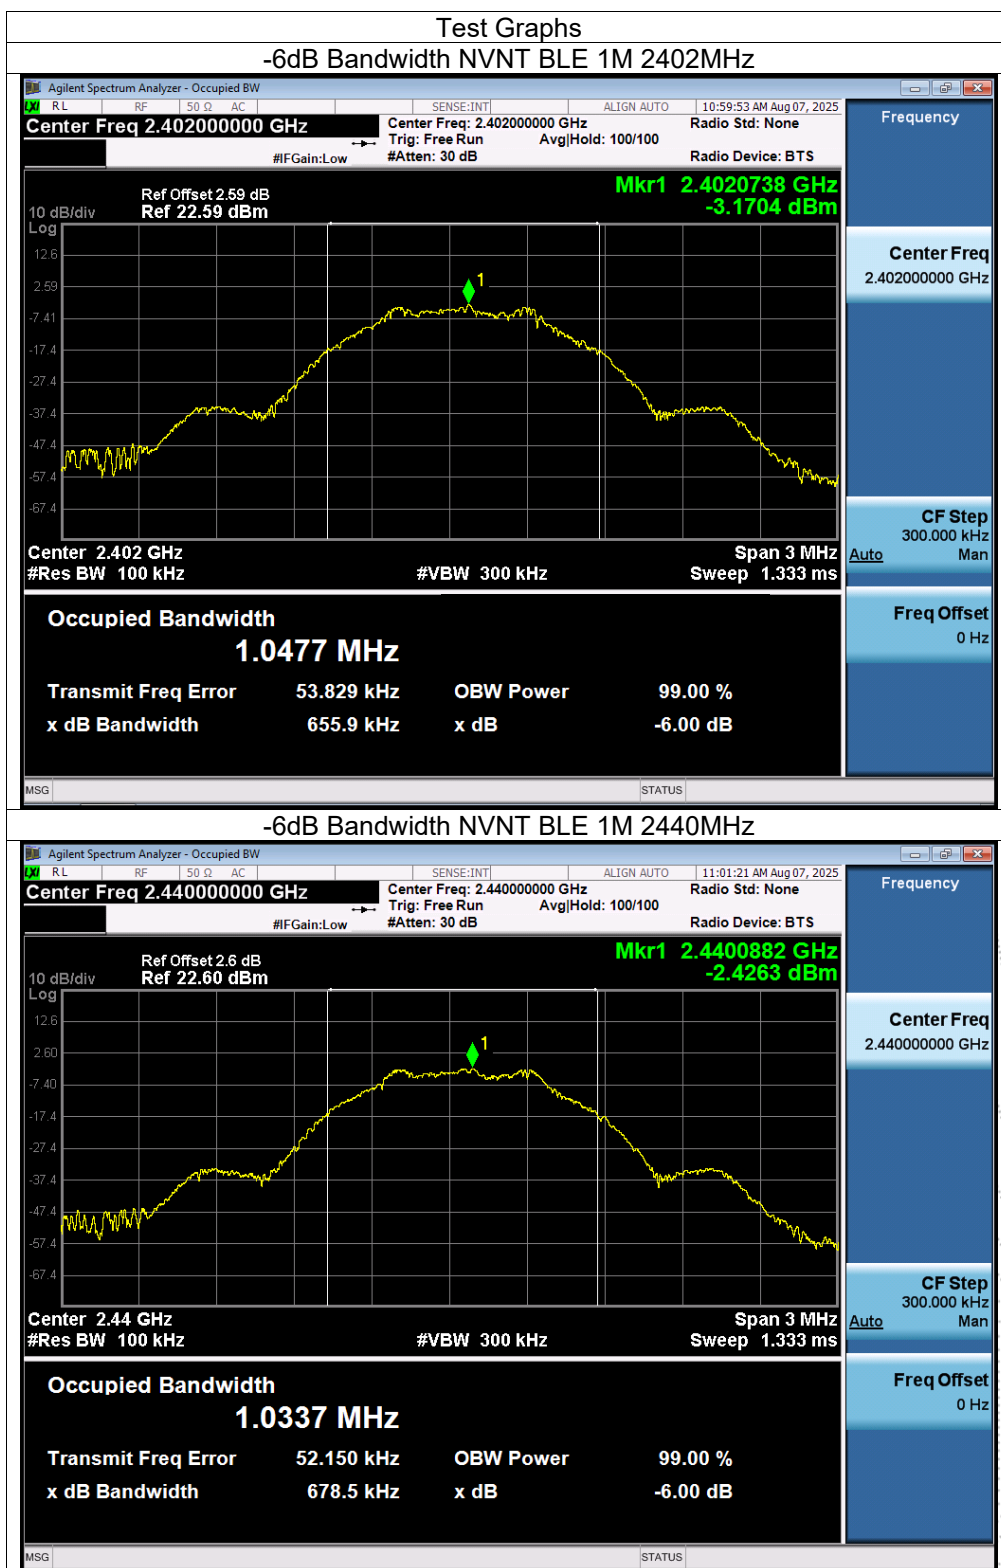 Test Graphs
-6dB Bandwidth NVNT BLE 1M 2402MHz
Agilent Spectrum Analyzer - Occupied BW
LXI RL RF 50 Ω AC SENSE:INT ALIGN AUTO 10:59:53 AM Aug 07, 2025
Center Freq 2.402000000 GHz Center Freq: 2.402000000 GHz Radio Std: None Frequency
Trig: Free Run Avg|Hold: 100/100
#IFGain:Low #Atten: 30 dB Radio Device: BTS
Mkr1 2.4020738 GHz
Ref Offset 2.59 dB
10 dB/div Ref 22.59 dBm -3.1704 dBm
Log
12.6
2.59
-7.41
-17.4
-27.4
-37.4
-47.4
-57.4
-67.4
1
Center Freq
2.402000000 GHz
CF Step
300.000 kHz
Auto Man
Center 2.402 GHz Span 3 MHz
#Res BW 100 kHz #VBW 300 kHz Sweep 1.333 ms
Freq Offset
0 Hz
Occupied Bandwidth
1.0477 MHz
Transmit Freq Error 53.829 kHz OBW Power 99.00 %
x dB Bandwidth 655.9 kHz x dB -6.00 dB
MSG STATUS
-6dB Bandwidth NVNT BLE 1M 2440MHz
Agilent Spectrum Analyzer - Occupied BW
LXI RL RF 50 Ω AC SENSE:INT ALIGN AUTO 11:01:21 AM Aug 07, 2025
Center Freq 2.440000000 GHz Center Freq: 2.440000000 GHz Radio Std: None Frequency
Trig: Free Run Avg|Hold: 100/100
#IFGain:Low #Atten: 30 dB Radio Device: BTS
Mkr1 2.4400882 GHz
Ref Offset 2.6 dB
10 dB/div Ref 22.60 dBm -2.4263 dBm
Log
12.6
2.60
-7.40
-17.4
-27.4
-37.4
-47.4
-57.4
-67.4
1
Center Freq
2.440000000 GHz
CF Step
300.000 kHz
Auto Man
Center 2.44 GHz Span 3 MHz
#Res BW 100 kHz #VBW 300 kHz Sweep 1.333 ms
Freq Offset
0 Hz
Occupied Bandwidth
1.0337 MHz
Transmit Freq Error 52.150 kHz OBW Power 99.00 %
x dB Bandwidth 678.5 kHz x dB -6.00 dB
MSG STATUS